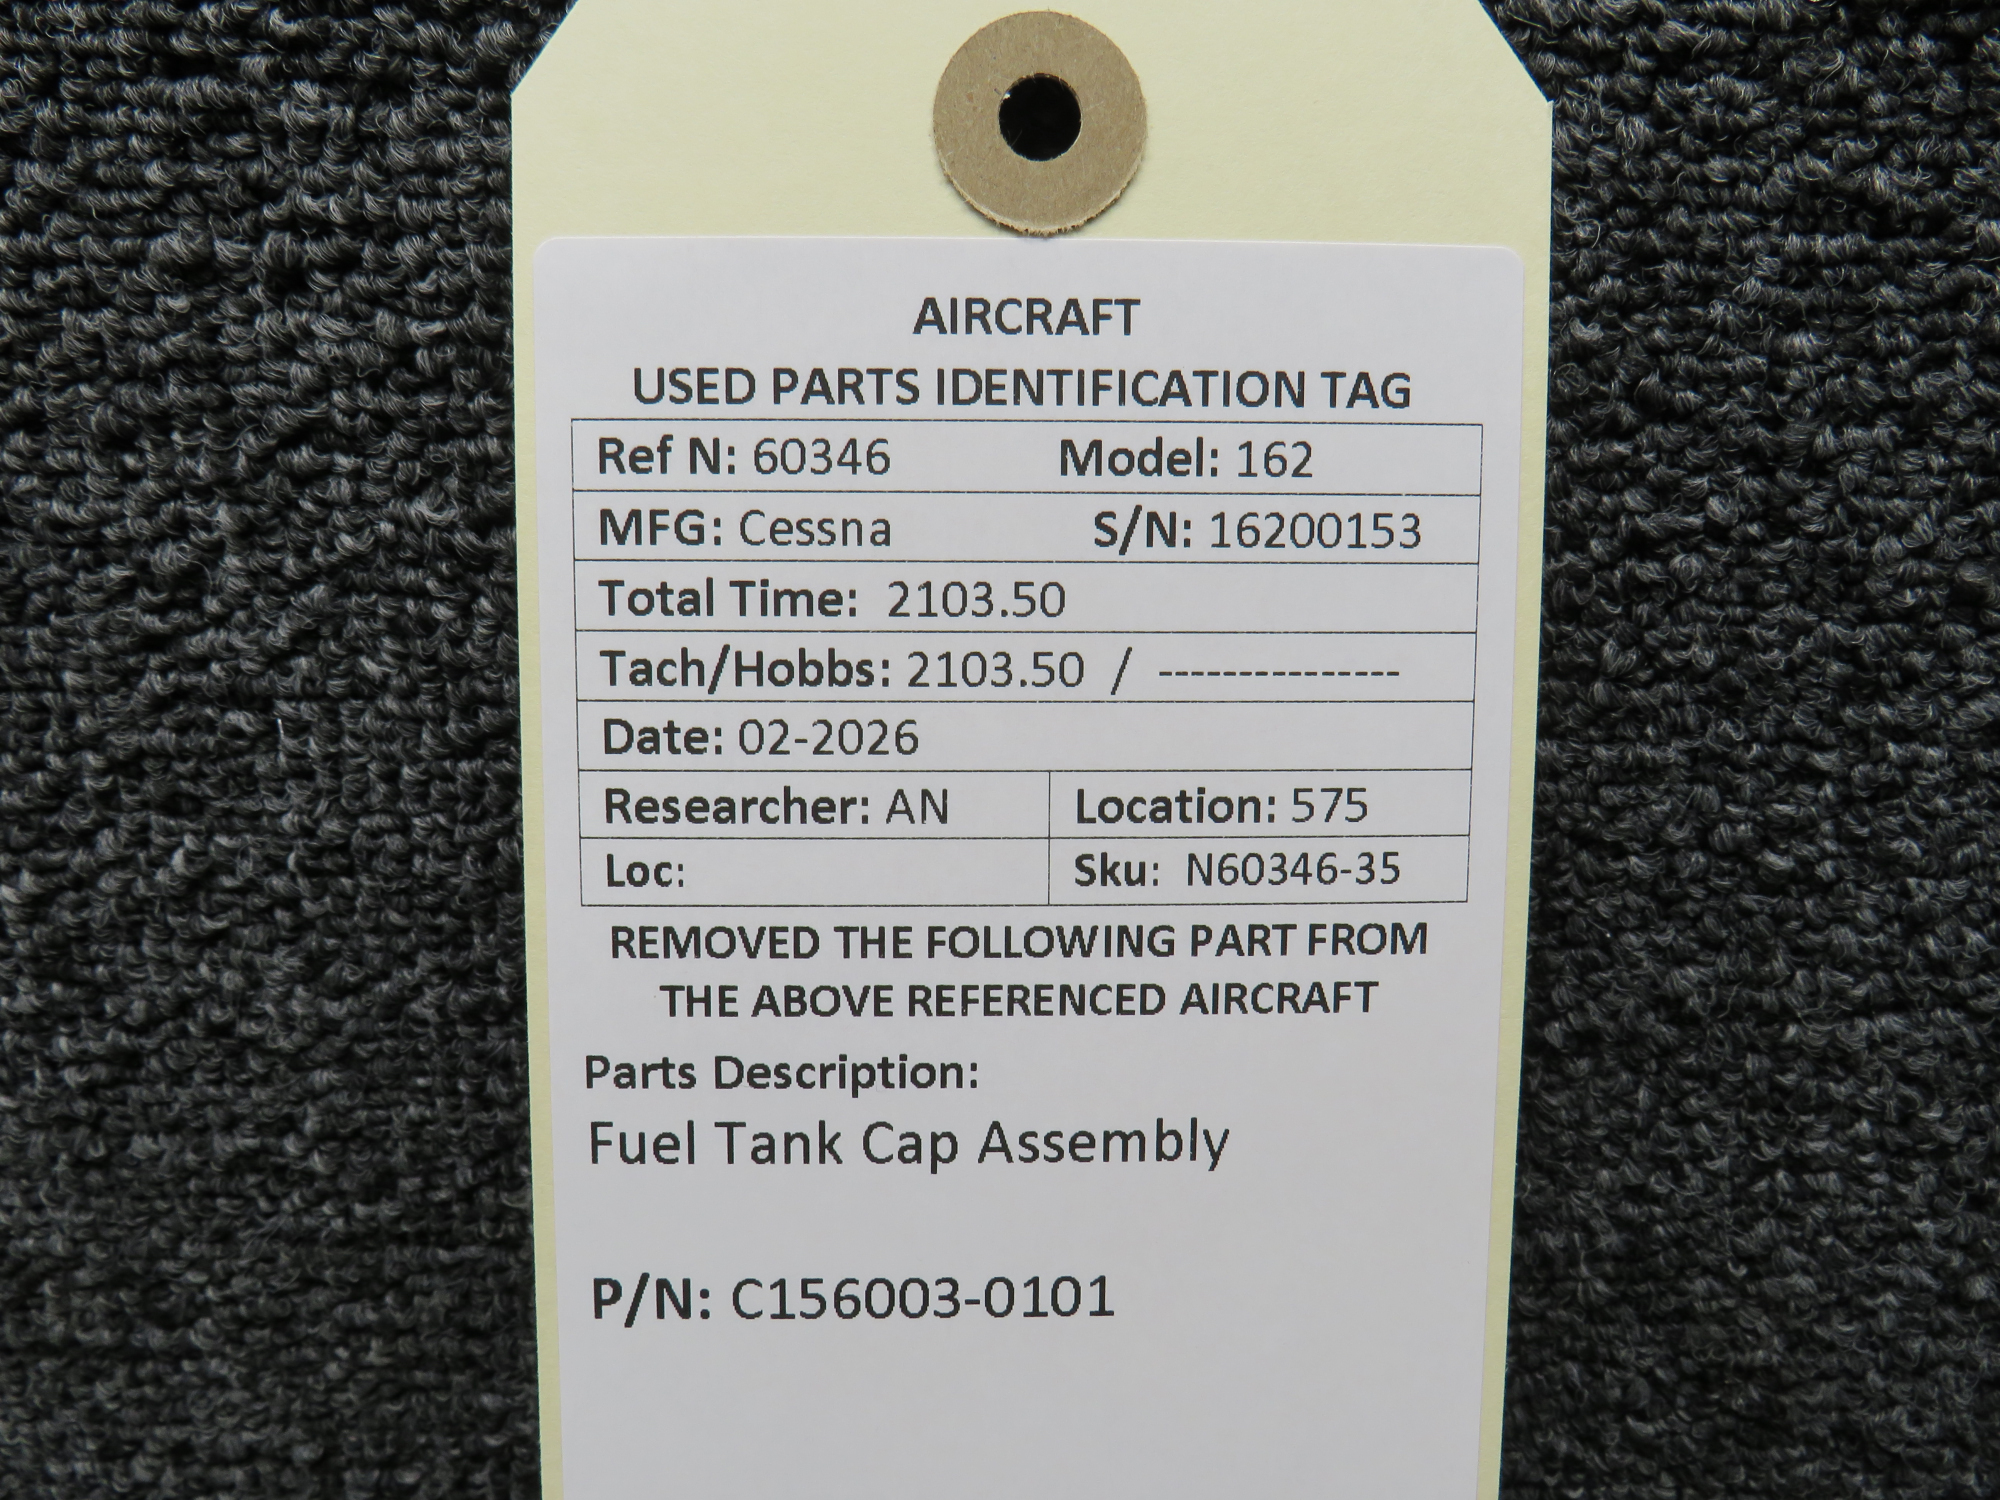 AIRCRAFT
USED PARTS IDENTIFICATION TAG
Ref N: 60346 Model: 162
MFG: Cessna S/N: 16200153
Total Time: 2103.50
Tach/Hobbs: 2103.50 / ---------------
Date: 02-2026
Researcher: AN Location: 575
Loc: Sku: N60346-35
REMOVED THE FOLLOWING PART FROM
THE ABOVE REFERENCED AIRCRAFT
Parts Description:
Fuel Tank Cap Assembly
P/N: C156003-0101